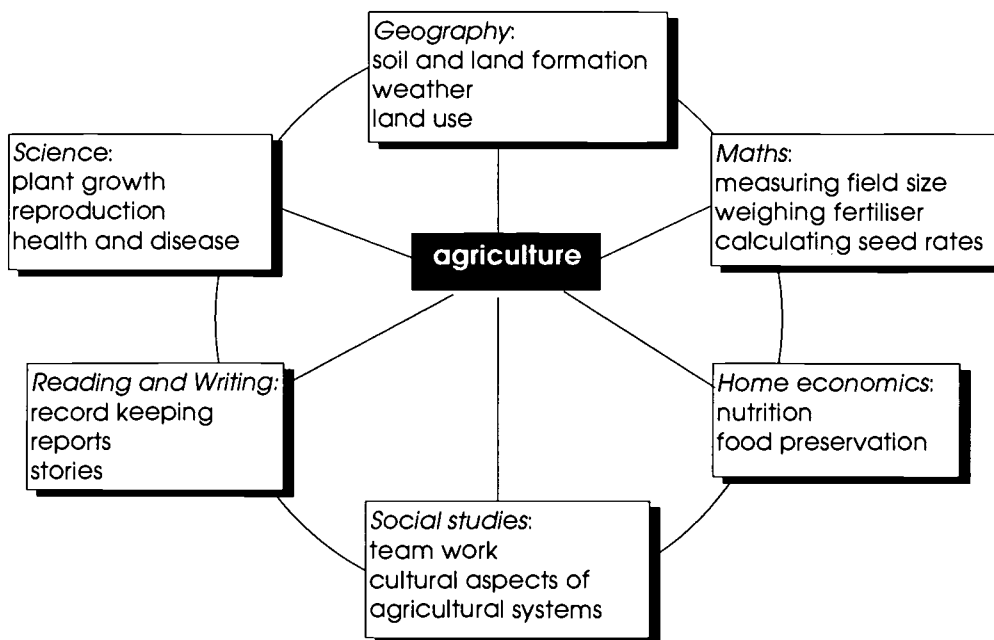 Geography:
soil and land formation
weather
land use
Science:
plant growth
reproduction
health and disease
Maths:
measuring field size
weighing fertiliser
calculating seed rates
agriculture
Reading and Writing:
record keeping
reports
stories
Home economics:
nutrition
food preservation
Social studies:
team work
cultural aspects of
agricultural systems